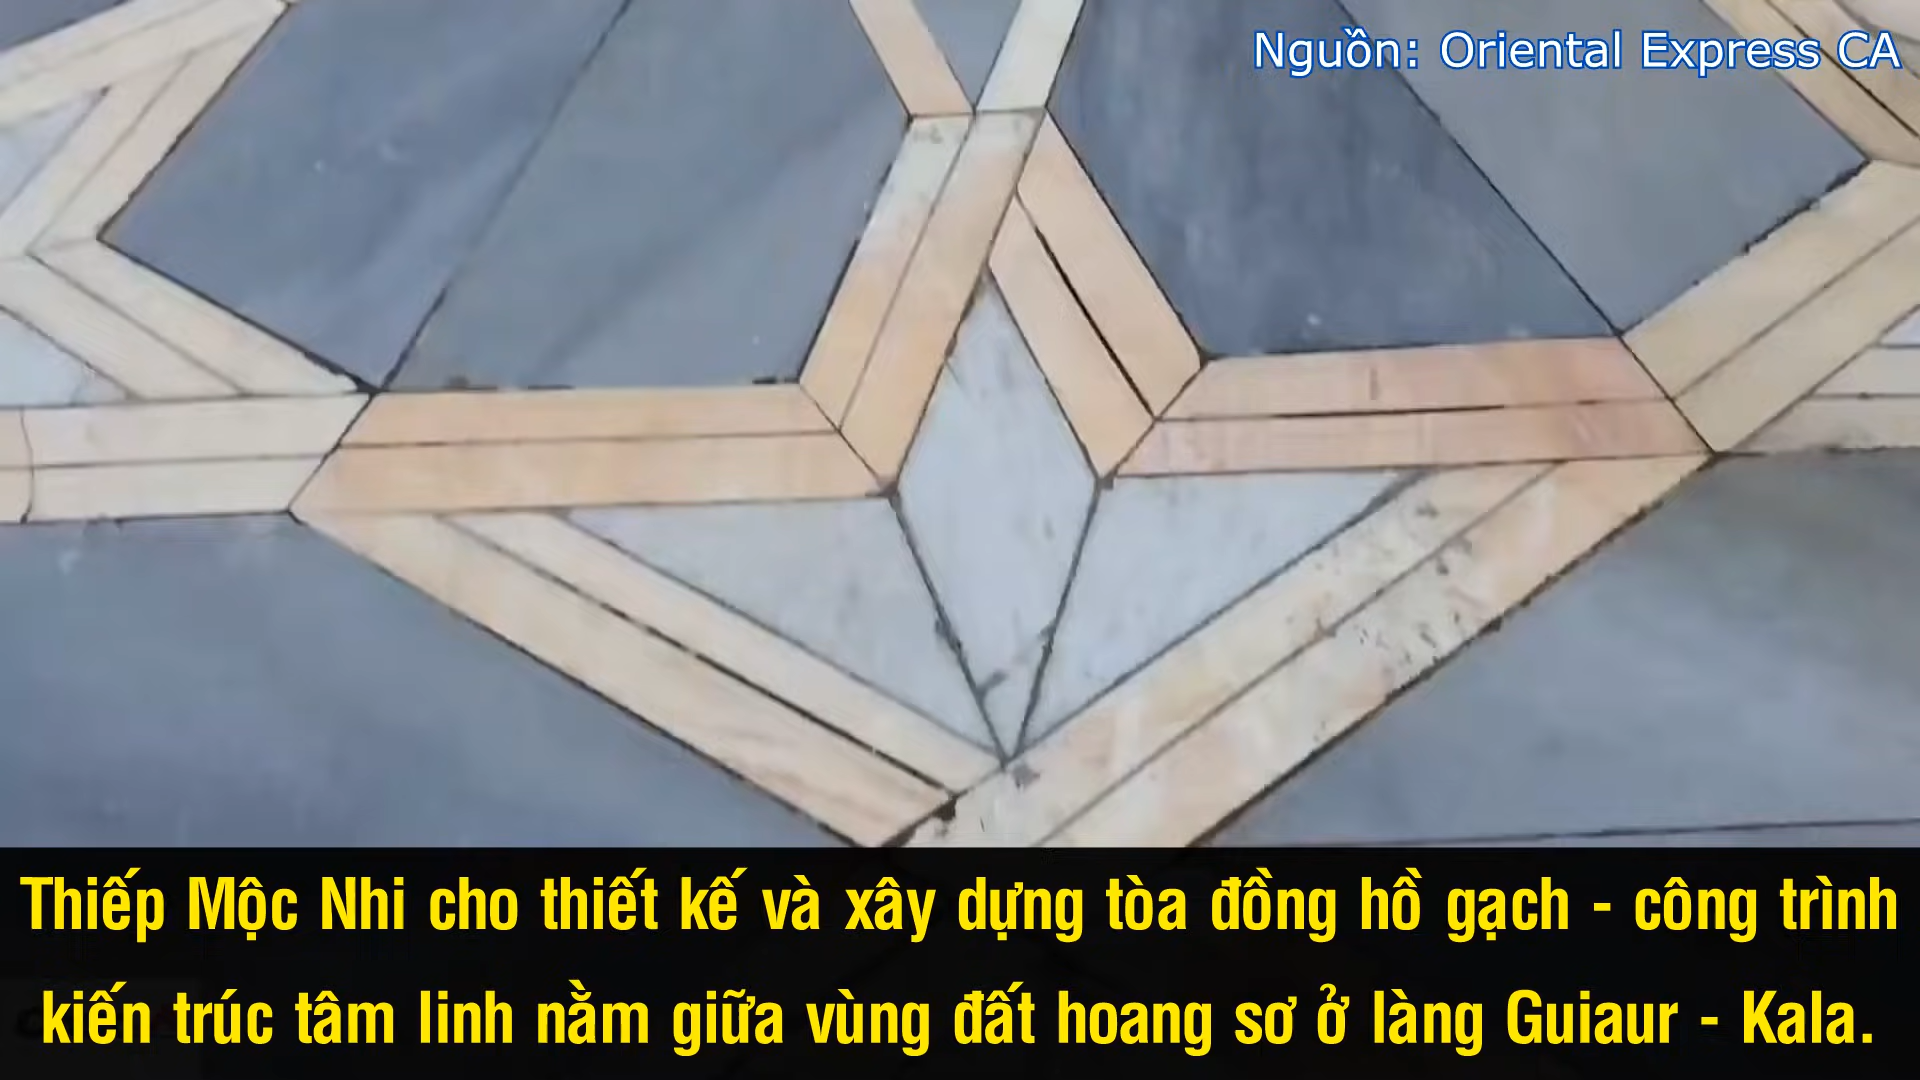 Nguồn: Oriental Express CA
Thiếp Mộc Nhi cho thiết kế và xây dựng tòa đồng hồ gạch - công trình
kiến trúc tâm linh nằm giữa vùng đất hoang sơ ở làng Guiaur - Kala.